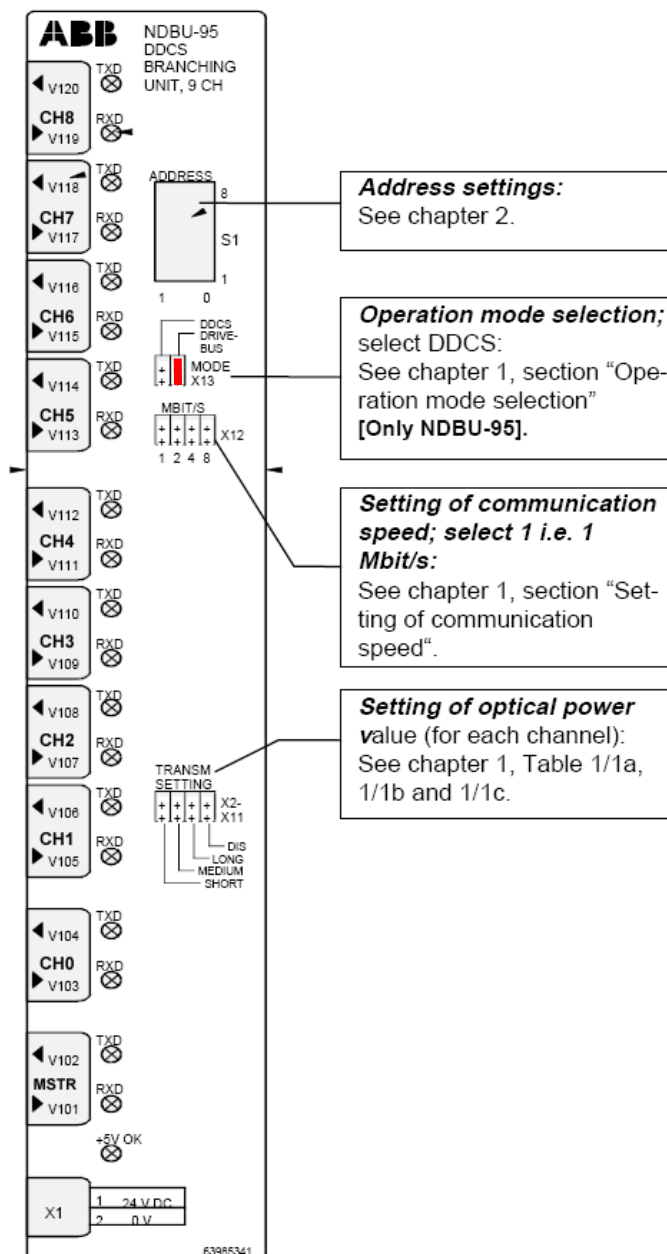 ABB
NDBU-95
DDCS
BRANCHING
UNIT, 9 CH
TXD
V120
CH8
RXD
V119
TXD
V118
CH7
RXD
V117
ADDRESS
8
S1
1
1 0
TXD
V116
CH6
RXD
V115
DDCS
DRIVE-
BUS
MODE
X13
TXD
V114
CH5
RXD
V113
MBIT/S
X12
1 2 4 8
TXD
V112
CH4
RXD
V111
TXD
V110
CH3
RXD
V109
TXD
V108
CH2
RXD
V107
TRANSM
SETTING
X2-
X11
DIS
LONG
MEDIUM
SHORT
TXD
V106
CH1
RXD
V105
TXD
V104
CH0
RXD
V103
TXD
V102
MSTR
RXD
V101
+5V OK
X1
1 24 V DC
2 0 V
63985341
Address settings:
See chapter 2.
Operation mode selection;
select DDCS:
See chapter 1, section “Ope-
ration mode selection”
[Only NDBU-95].
Setting of communication
speed; select 1 i.e. 1
Mbit/s:
See chapter 1, section “Set-
ting of communication
speed“.
Setting of optical power
value (for each channel):
See chapter 1, Table 1/1a,
1/1b and 1/1c.